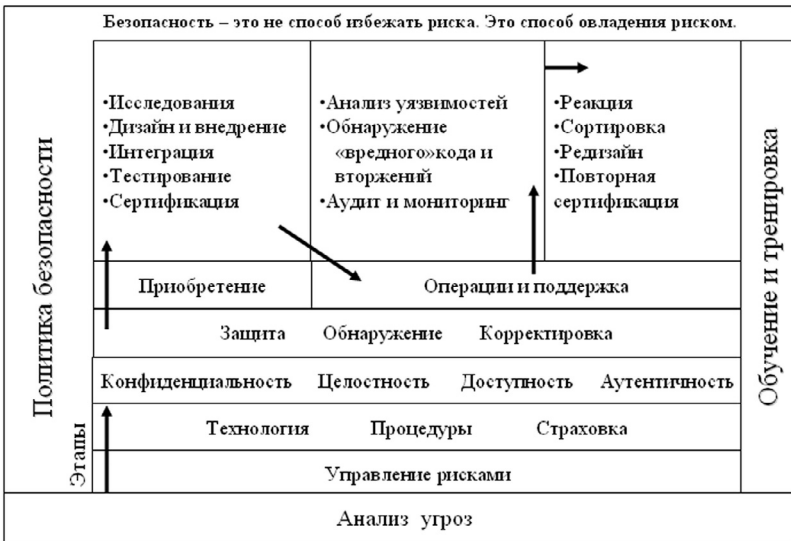 Безопасность – это не способ избежать риска. Это способ овладения риском.
Политика безопасности
Этапы
•Исследования
•Дизайн и внедрение
•Интеграция
•Тестирование
•Сертификация
•Анализ уязвимостей
•Обнаружение
«вредного»кода и
вторжений
•Аудит и мониторинг
•Реакция
•Сортировка
•Редизайн
•Повторная
сертификация
Приобретение
Операции и поддержка
Защита Обнаружение Корректировка
Конфиденциальность Целостность Доступность Аутентичность
Технология Процедуры Страховка
Управление рисками
Анализ угроз
Обучение и тренировка